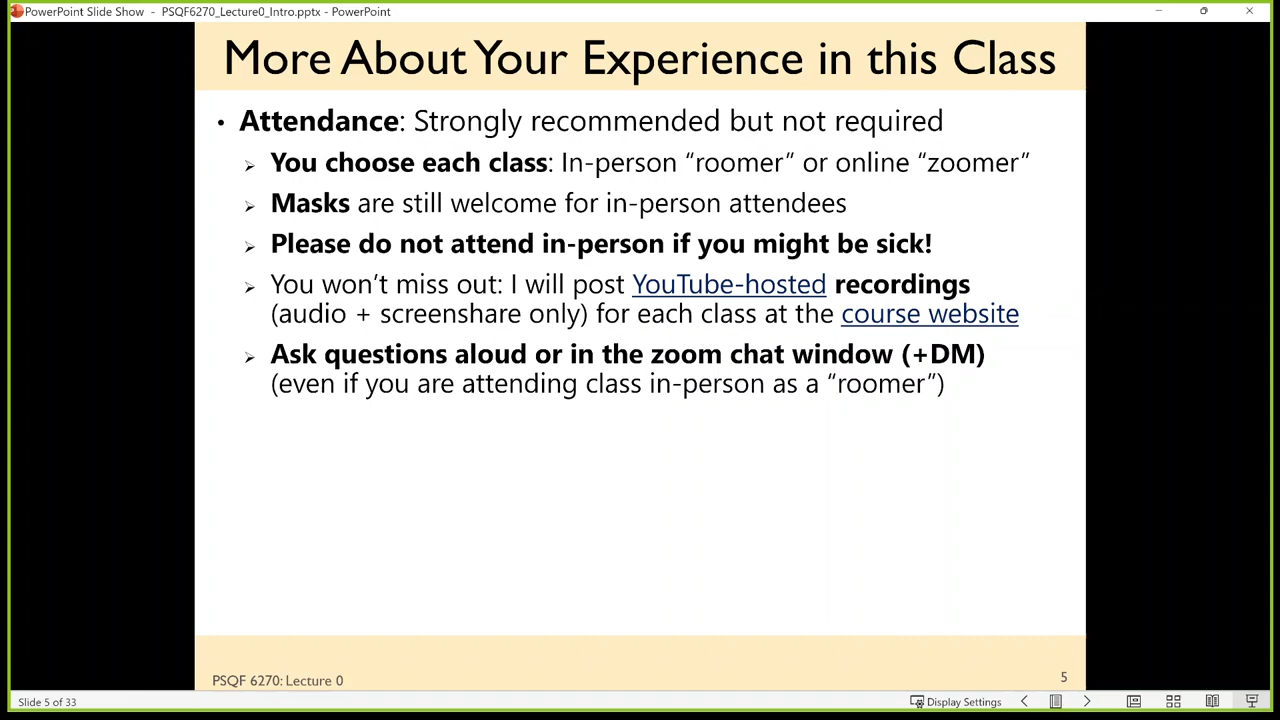 PowerPoint Slide Show - PSQF6270_Lecture0_Intro.pptx - PowerPoint
More About Your Experience in this Class
• Attendance: Strongly recommended but not required
➢ You choose each class: In-person “roomer” or online “zoomer”
➢ Masks are still welcome for in-person attendees
➢ Please do not attend in-person if you might be sick!
➢ You won’t miss out: I will post YouTube-hosted recordings
(audio + screenshare only) for each class at the course website
➢ Ask questions aloud or in the zoom chat window (+DM)
(even if you are attending class in-person as a “roomer”)
PSQF 6270: Lecture 0
5
Slide 5 of 33
Display Settings